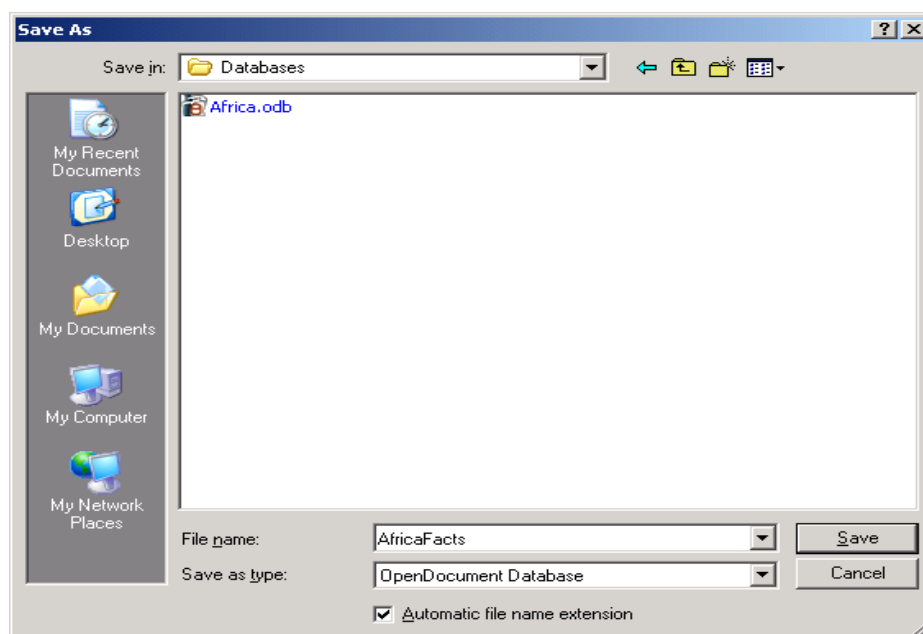 Save As
Save in: Databases
Africa.odb
My Recent
Documents
Desktop
My Documents
My Computer
My Network
Places
File name: AfricaFacts Save
Save as type: OpenDocument Database Cancel
Automatic file name extension